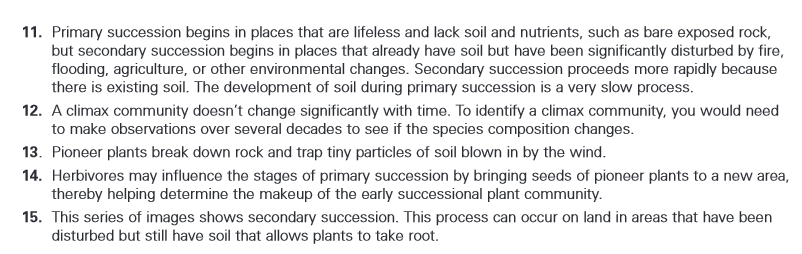 11. Primary succession begins in places that are lifeless and lack soil and nutrients, such as bare exposed rock,
but secondary succession begins in places that already have soil but have been significantly disturbed by fire,
flooding, agriculture, or other environmental changes. Secondary succession proceeds more rapidly because
there is existing soil. The development of soil during primary succession is a very slow process.
12. A climax community doesn't change significantly with time. To identify a climax community, you would need
to make observations over several decades to see if the species composition changes.
13. Pioneer plants break down rock and trap tiny particles of soil blown in by the wind.
14. Herbivores may influence the stages of primary succession by bringing seeds of pioneer plants to a new area,
thereby helping determine the makeup of the early successional plant community.
15. This series of images shows secondary succession. This process can occur on land in areas that have been
disturbed but still have soil that allows plants to take root.